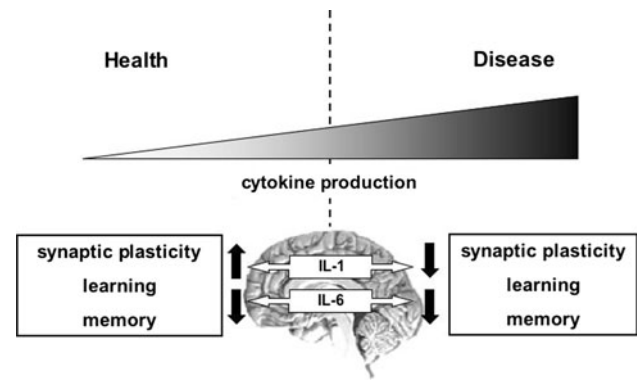 Health
Disease
cytokine production
synaptic plasticity
learning
memory
IL-1
IL-6
synaptic plasticity
learning
memory